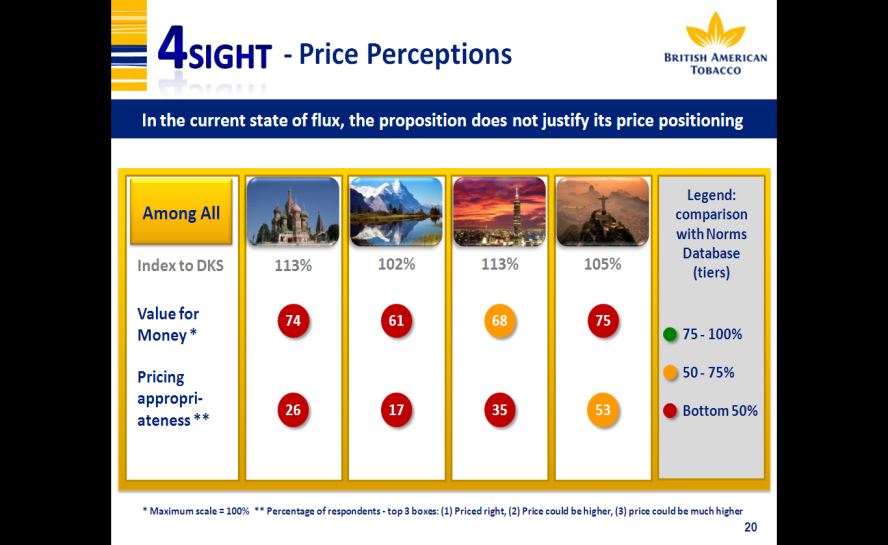 4SIGHT - Price Perceptions
BRITISH AMERICAN
TOBACCO
In the current state of flux, the proposition does not justify its price positioning
Among All
Index to DKS 113% 102% 113% 105%
Value for
Money *
74 61 68 75
Pricing
appropri-
ateness **
26 17 35 53
Legend:
comparison
with Norms
Database
(tiers)
75 - 100%
50 - 75%
Bottom 50%
* Maximum scale = 100% ** Percentage of respondents - top 3 boxes: (1) Priced right, (2) Price could be higher, (3) price could be much higher
20